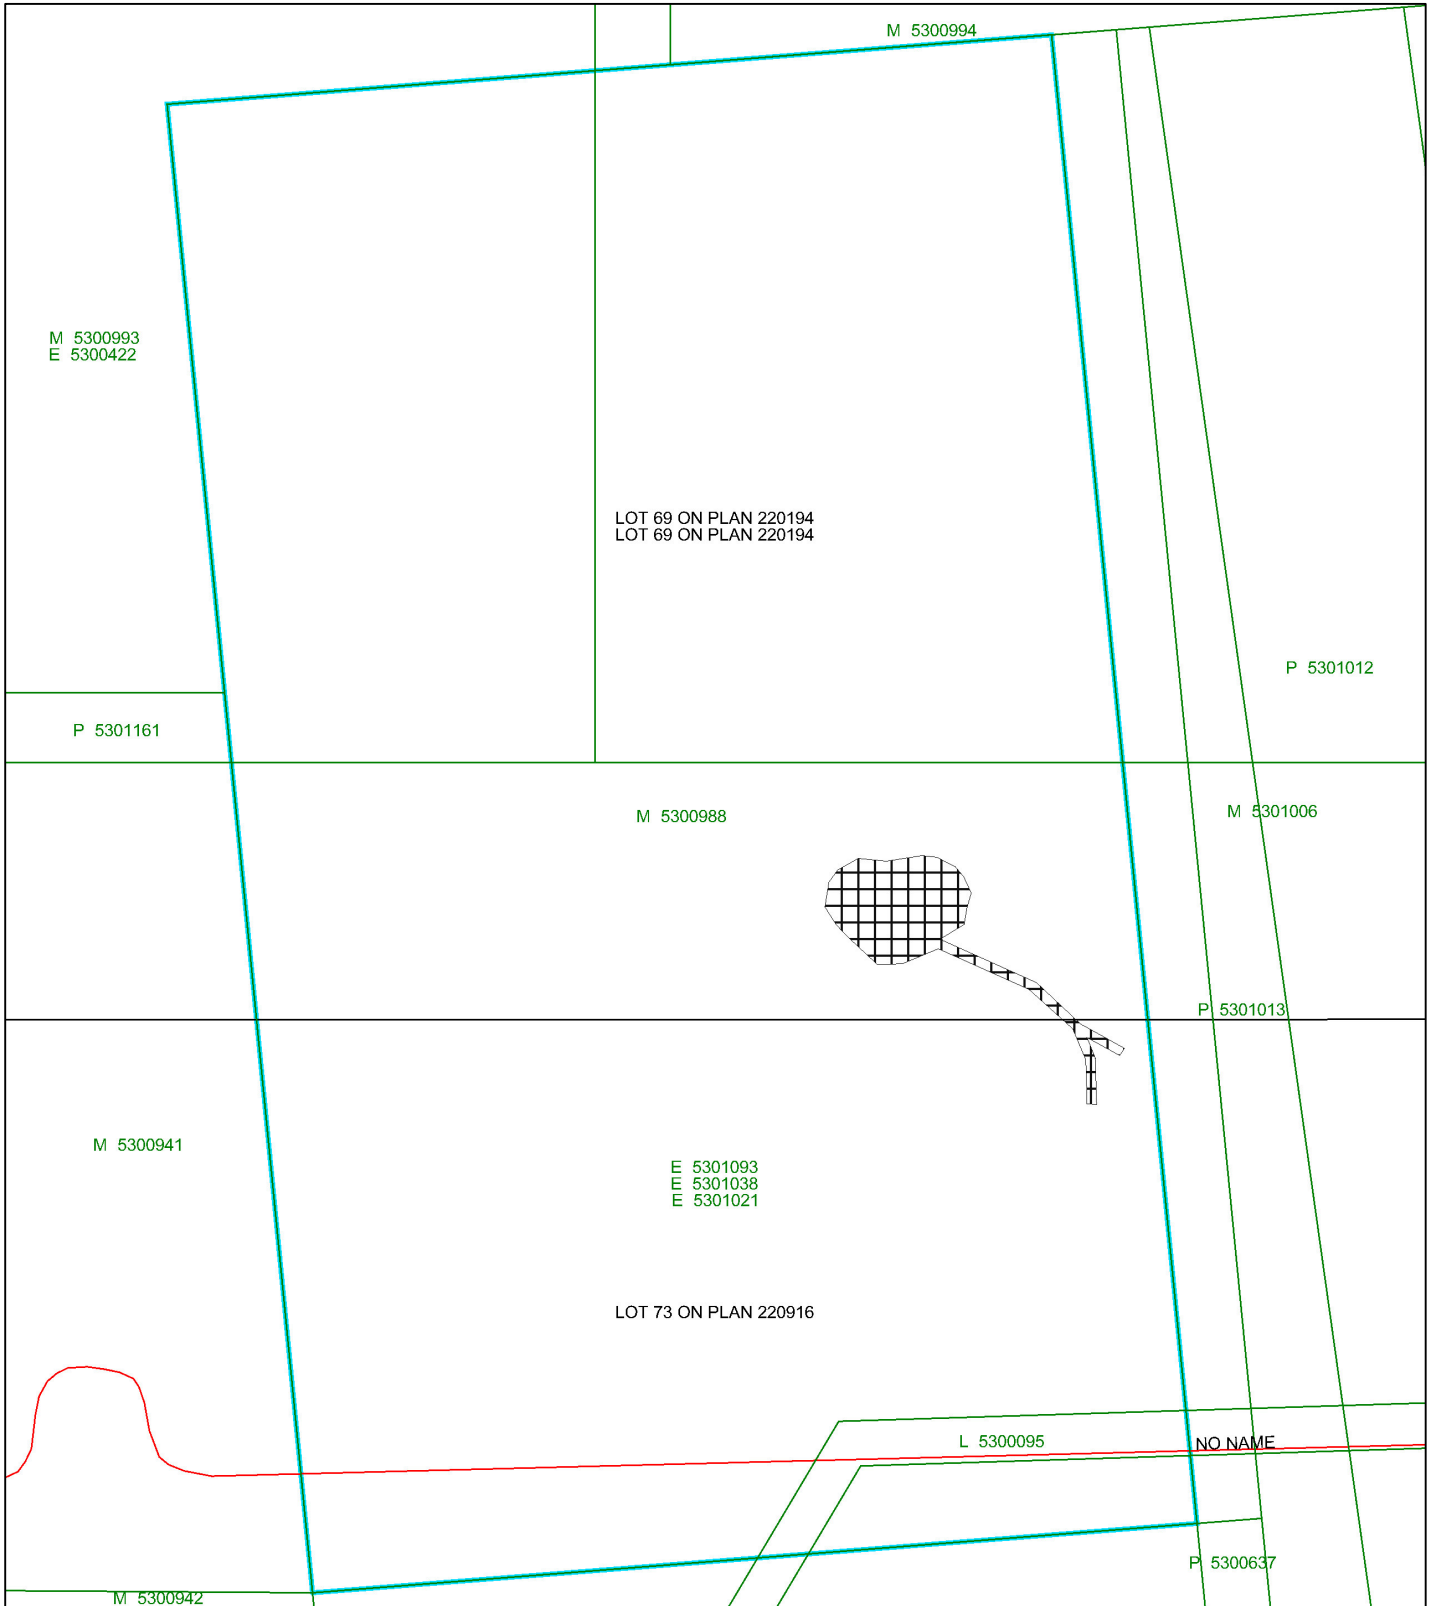 M 5300994
M 5300993
E 5300422
LOT 69 ON PLAN 220194
LOT 69 ON PLAN 220194
P 5301012
P 5301161
M 5300988
M 5301006
P 5301013
M 5300941
E 5301093
E 5301038
E 5301021
LOT 73 ON PLAN 220916
L 5300095
NO NAME
P 5300637
M 5300942